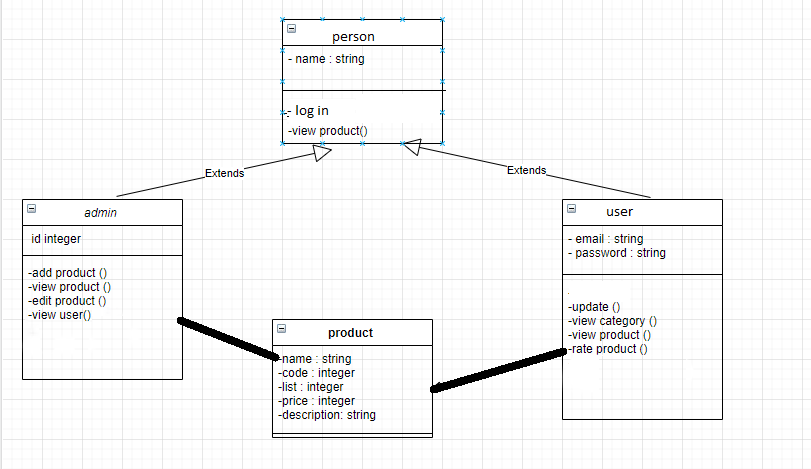 person
- name : string
- log in
-view product()
Extends
Extends
admin
id integer
-add product ()
-view product ()
-edit product ()
-view user()
user
- email : string
- password : string
-update ()
-view category ()
-view product ()
-rate product ()
product
-name : string
-code : integer
-list : integer
-price : integer
-description: string